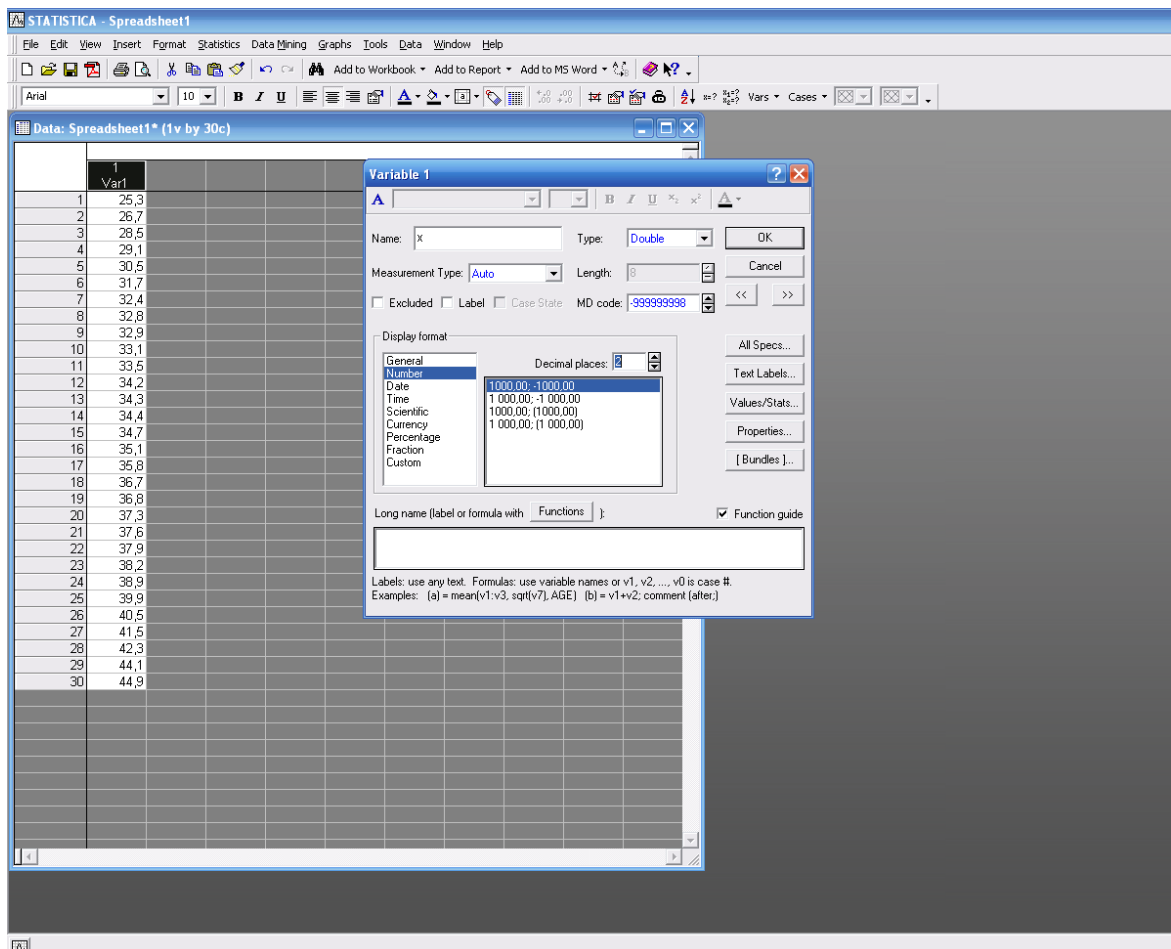 STATISTICA - Spreadsheet1
File Edit View Insert Format Statistics Data Mining Graphs Tools Data Window Help
Add to Workbook Add to Report Add to MS Word
Arial 10 B I U Vars Cases
Data: Spreadsheet1* (1v by 30c)
1
Var1
1 25,3
2 26,7
3 28,5
4 29,1
5 30,5
6 31,7
7 32,4
8 32,8
9 32,9
10 33,1
11 33,5
12 34,2
13 34,3
14 34,4
15 34,7
16 35,1
17 35,8
18 36,7
19 36,8
20 37,3
21 37,6
22 37,9
23 38,2
24 38,9
25 39,9
26 40,5
27 41,5
28 42,3
29 44,1
30 44,9
Variable 1
A B I U x₂ x² A
Name: x Type: Double OK
Measurement Type: Auto Length: 8 Cancel
Excluded Label Case State MD code: -999999998 << >>
Display format
General
Number
Date
Time
Scientific
Currency
Percentage
Fraction
Custom
Decimal places: 2
1000,00; -1000,00
1 000,00; -1 000,00
1000,00; (1000,00)
1 000,00; (1 000,00)
All Specs...
Text Labels...
Values/Stats...
Properties...
[ Bundles ]...
Long name (label or formula with Functions ): Function guide
Labels: use any text. Formulas: use variable names or v1, v2, ..., v0 is case #.
Examples: (a) = mean(v1:v3, sqrt(v7), AGE) (b) = v1+v2; comment (after;)